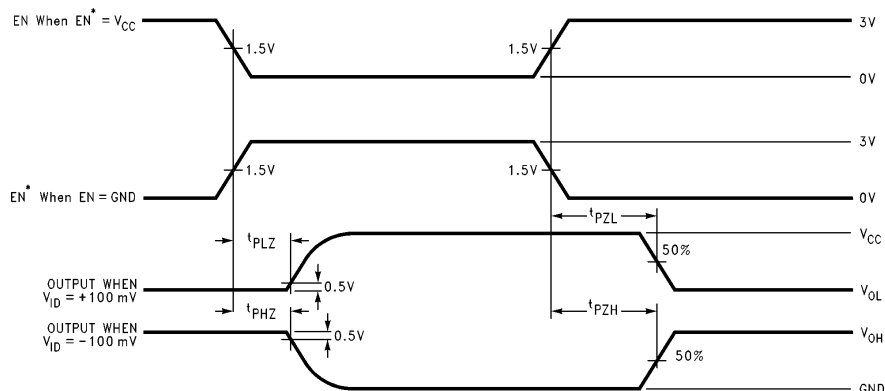 EN When EN* = VCC
3V
1.5V
1.5V
0V
3V
1.5V
1.5V
EN* When EN = GND
0V
tPLZ
tPZL
VCC
50%
OUTPUT WHEN
VID = +100 mV
0.5V
VOL
tPHZ
tPZH
OUTPUT WHEN
VID = −100 mV
0.5V
VOH
50%
GND